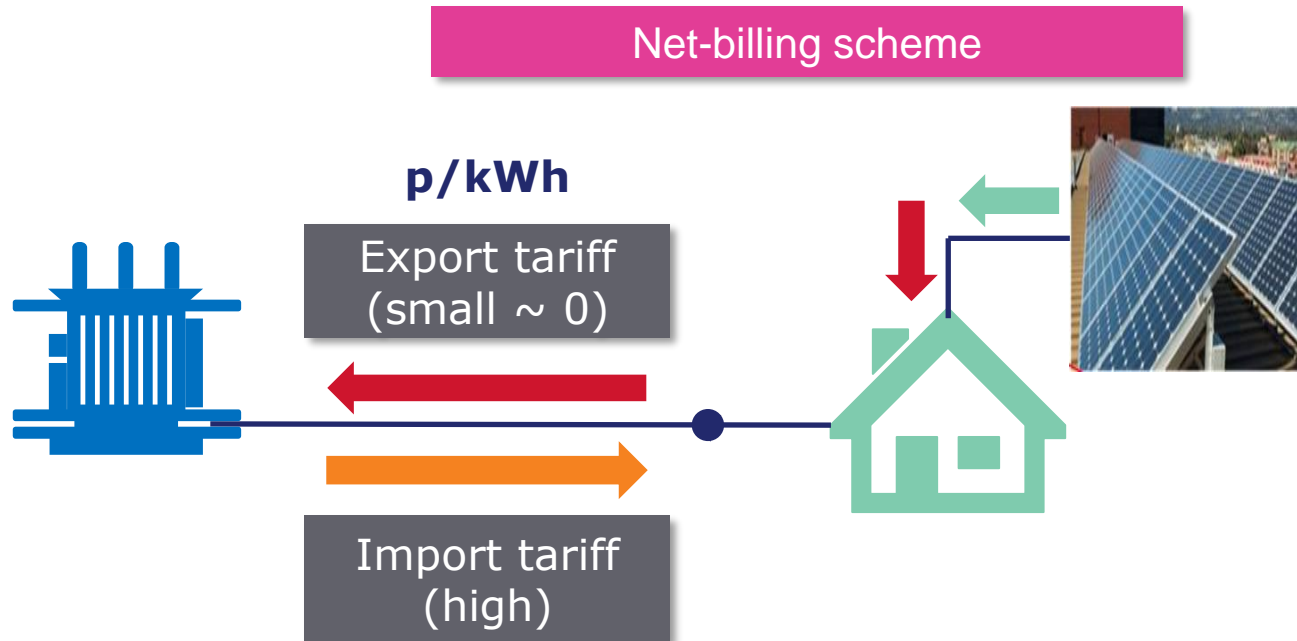 Net-billing scheme
p/kWh
Export tariff
(small ~ 0)
Import tariff
(high)